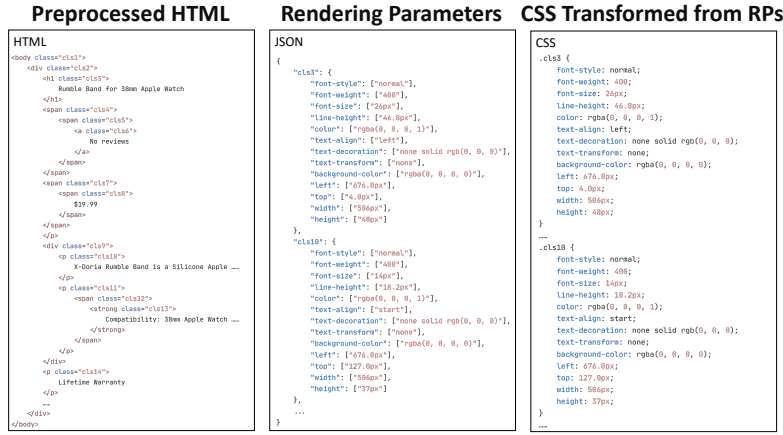 Preprocessed HTML
HTML
<body class="cls1">
<div class="cls2">
<h1 class="cls3">
Rumble Band for 38mm Apple Watch
</h1>
<span class="cls4">
<span class="cls5">
<a class="cls6">
No reviews
</a>
</span>
</span>
<span class="cls7">
<span class="cls8">
$19.99
</span>
</span>
</p>
<div class="cls9">
<p class="cls10">
X-Doria Rumble Band is a Silicone Apple ……
</p>
<p class="cls11">
<span class="cls12">
<strong class="cls13">
Compatibility: 38mm Apple Watch ……
</strong>
</span>
</p>
</div>
<p class="cls14">
Lifetime Warranty
</p>
……
</div>
</body>
Rendering Parameters
JSON
{
"cls3": {
"font-style": ["normal"],
"font-weight": ["400"],
"font-size": ["26px"],
"line-height": ["46.8px"],
"color": ["rgba(0, 0, 0, 1)"],
"text-align": ["left"],
"text-decoration": ["none solid rgb(0, 0, 0)"],
"text-transform": ["none"],
"background-color": ["rgba(0, 0, 0, 0)"],
"left": ["676.0px"],
"top": ["4.0px"],
"width": ["506px"],
"height": ["48px"]
},
"cls10": {
"font-style": ["normal"],
"font-weight": ["400"],
"font-size": ["14px"],
"line-height": ["18.2px"],
"color": ["rgba(0, 0, 0, 1)"],
"text-align": ["start"],
"text-decoration": ["none solid rgb(0, 0, 0)"],
"text-transform": ["none"],
"background-color": ["rgba(0, 0, 0, 0)"],
"left": ["676.0px"],
"top": ["127.0px"],
"width": ["506px"],
"height": ["37px"]
},
...
}
CSS Transformed from RPs
CSS
.cls3 {
font-style: normal;
font-weight: 400;
font-size: 26px;
line-height: 46.8px;
color: rgba(0, 0, 0, 1);
text-align: left;
text-decoration: none solid rgb(0, 0, 0);
text-transform: none;
background-color: rgba(0, 0, 0, 0);
left: 676.0px;
top: 4.0px;
width: 506px;
height: 48px;
}
……
.cls10 {
font-style: normal;
font-weight: 400;
font-size: 14px;
line-height: 18.2px;
color: rgba(0, 0, 0, 1);
text-align: start;
text-decoration: none solid rgb(0, 0, 0);
text-transform: none;
background-color: rgba(0, 0, 0, 0);
left: 676.0px;
top: 127.0px;
width: 506px;
height: 37px;
}
……